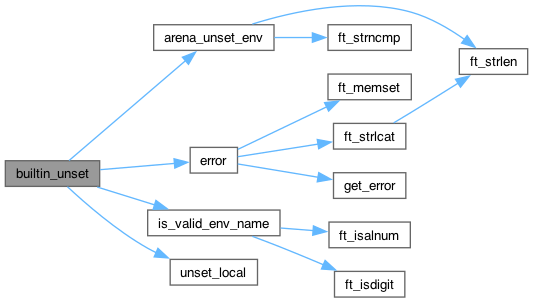 arena_unset_env
ft_strncmp
ft_strlen
ft_memset
ft_strlcat
error
builtin_unset
get_error
is_valid_env_name
ft_isalnum
unset_local
ft_isdigit